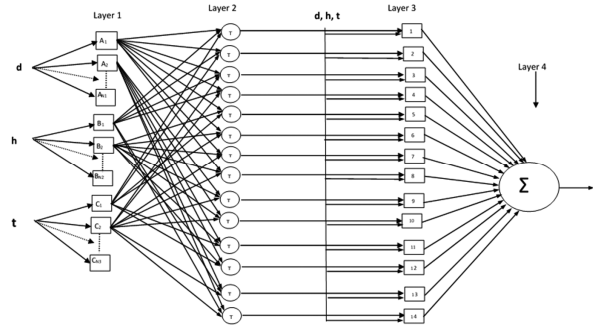 Layer 1
Layer 2
d, h, t
Layer 3
Layer 4
d
A1
A2
AN1
h
B1
B2
BN2
t
C1
C2
CN3
T
T
T
T
T
T
T
T
T
T
T
T
T
T
1
2
3
4
5
6
7
8
9
10
11
12
13
14
Σ